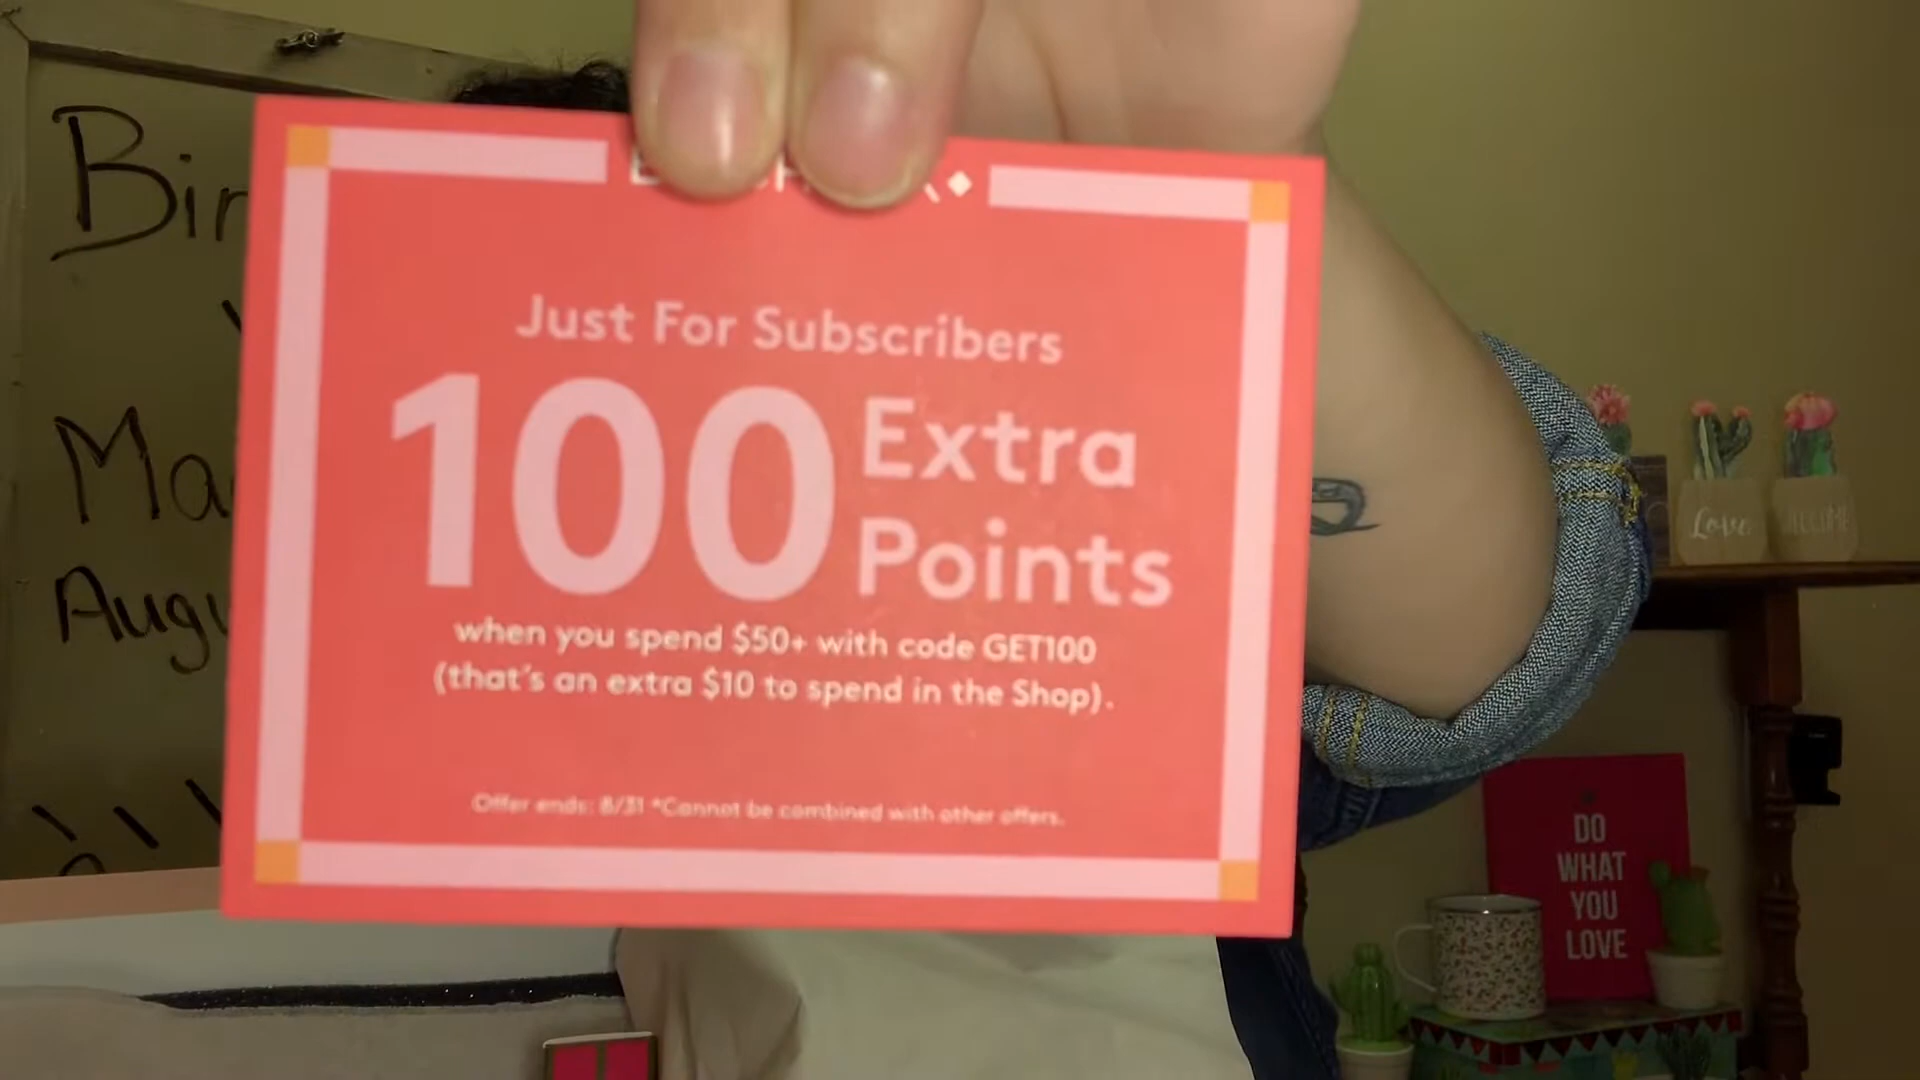 Just For Subscribers
100 Extra
Points
when you spend $50+ with code GET100
(that's an extra $10 to spend in the Shop).
Offer ends: 8/31 *Cannot be combined with other offers.
Love
WELCOME
DO
WHAT
YOU
LOVE